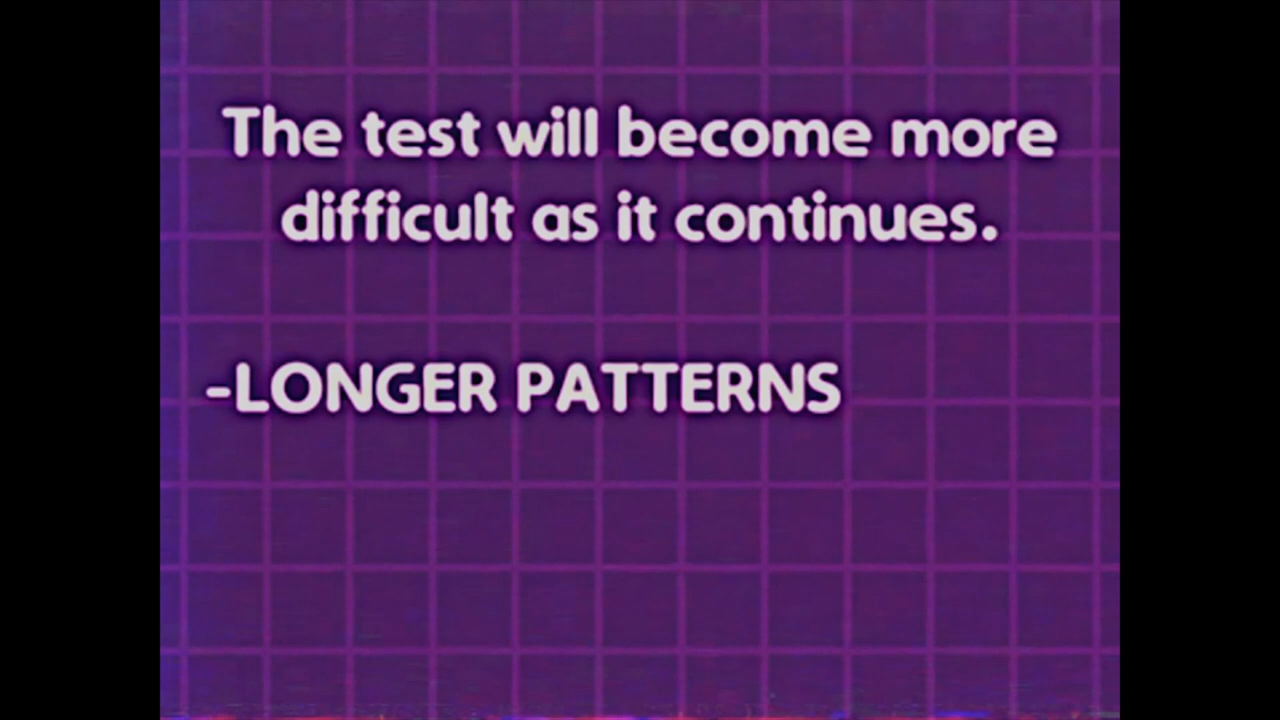 The test will become more
difficult as it continues.
-LONGER PATTERNS